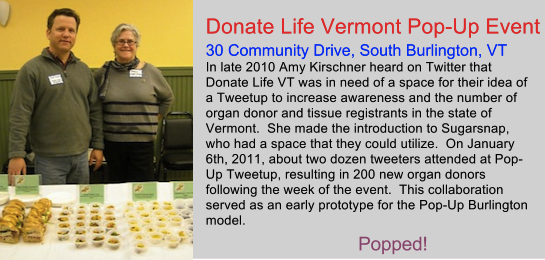 Donate Life Vermont Pop-Up Event
30 Community Drive, South Burlington, VT
In late 2010 Amy Kirschner heard on Twitter that
Donate Life VT was in need of a space for their idea of
a Tweetup to increase awareness and the number of
organ donor and tissue registrants in the state of
Vermont.  She made the introduction to Sugarsnap,
who had a space that they could utilize.  On January
6th, 2011, about two dozen tweeters attended at Pop-
Up Tweetup, resulting in 200 new organ donors
following the week of the event.  This collaboration
served as an early prototype for the Pop-Up Burlington
model.
Popped!